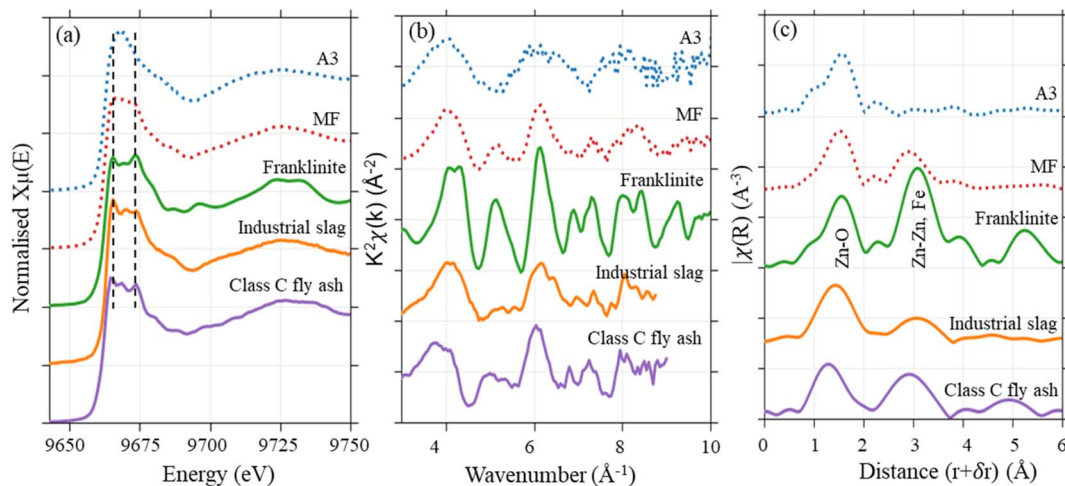 (a)
A3
MF
Franklinite
Industrial slag
Class C fly ash
Normalised Xμ(E)
9650 9675 9700 9725 9750
Energy (eV)
(b)
A3
MF
Franklinite
Industrial slag
Class C fly ash
K²χ(k) (Å⁻²)
4 6 8 10
Wavenumber (Å⁻¹)
(c)
A3
MF
Franklinite
Zn-O
Zn-Zn, Fe
Industrial slag
Class C fly ash
|χ(R) (A⁻³)
0 1 2 3 4 5 6
Distance (r+δr) (Å)